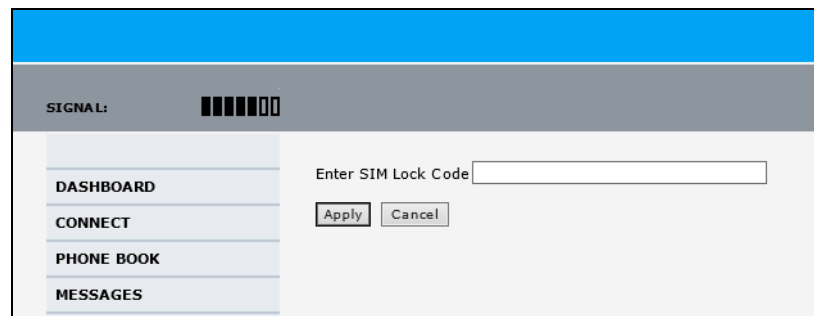 SIGNAL:
Enter SIM Lock Code
DASHBOARD
Apply Cancel
CONNECT
PHONE BOOK
MESSAGES